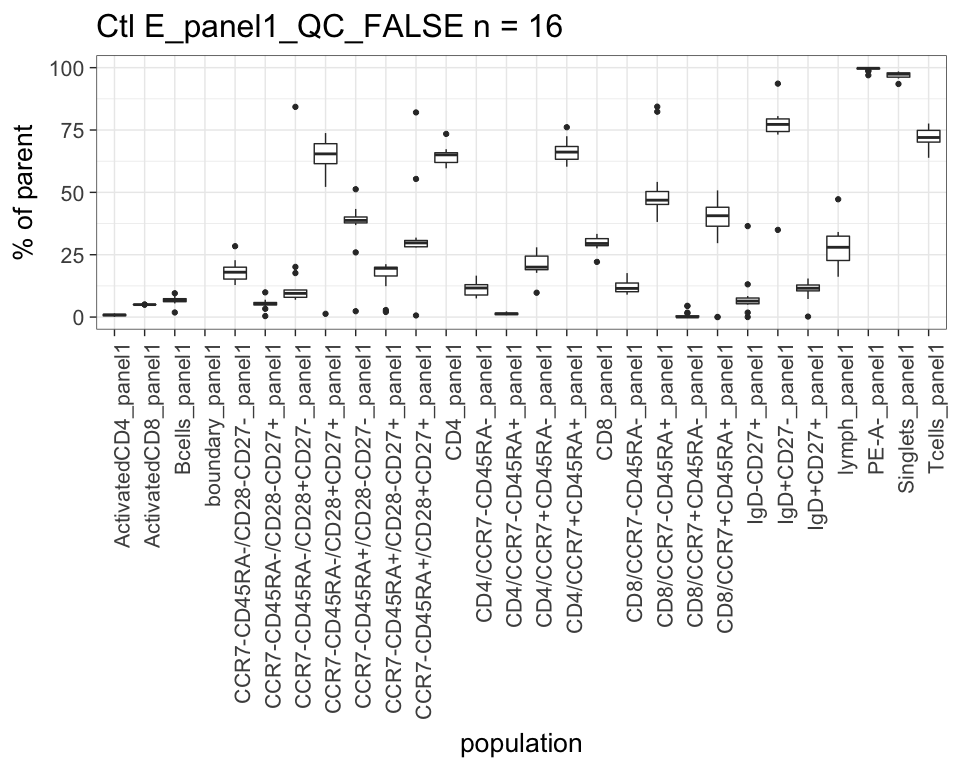 Ctl E_panel1_QC_FALSE n = 16
% of parent
100
75
50
25
0
ActivatedCD4_panel1
ActivatedCD8_panel1
Bcells_panel1
boundary_panel1
CCR7-CD45RA-/CD28-CD27-_panel1
CCR7-CD45RA-/CD28-CD27+_panel1
CCR7-CD45RA-/CD28+CD27-_panel1
CCR7-CD45RA-/CD28+CD27+_panel1
CCR7-CD45RA+/CD28-CD27-_panel1
CCR7-CD45RA+/CD28-CD27+_panel1
CCR7-CD45RA+/CD28+CD27+_panel1
CD4_panel1
CD4/CCR7-CD45RA-_panel1
CD4/CCR7-CD45RA+_panel1
CD4/CCR7+CD45RA-_panel1
CD4/CCR7+CD45RA+_panel1
CD8_panel1
CD8/CCR7-CD45RA-_panel1
CD8/CCR7-CD45RA+_panel1
CD8/CCR7+CD45RA-_panel1
CD8/CCR7+CD45RA+_panel1
IgD-CD27+_panel1
IgD+CD27-_panel1
IgD+CD27+_panel1
lymph_panel1
PE-A-_panel1
Singlets_panel1
Tcells_panel1
population